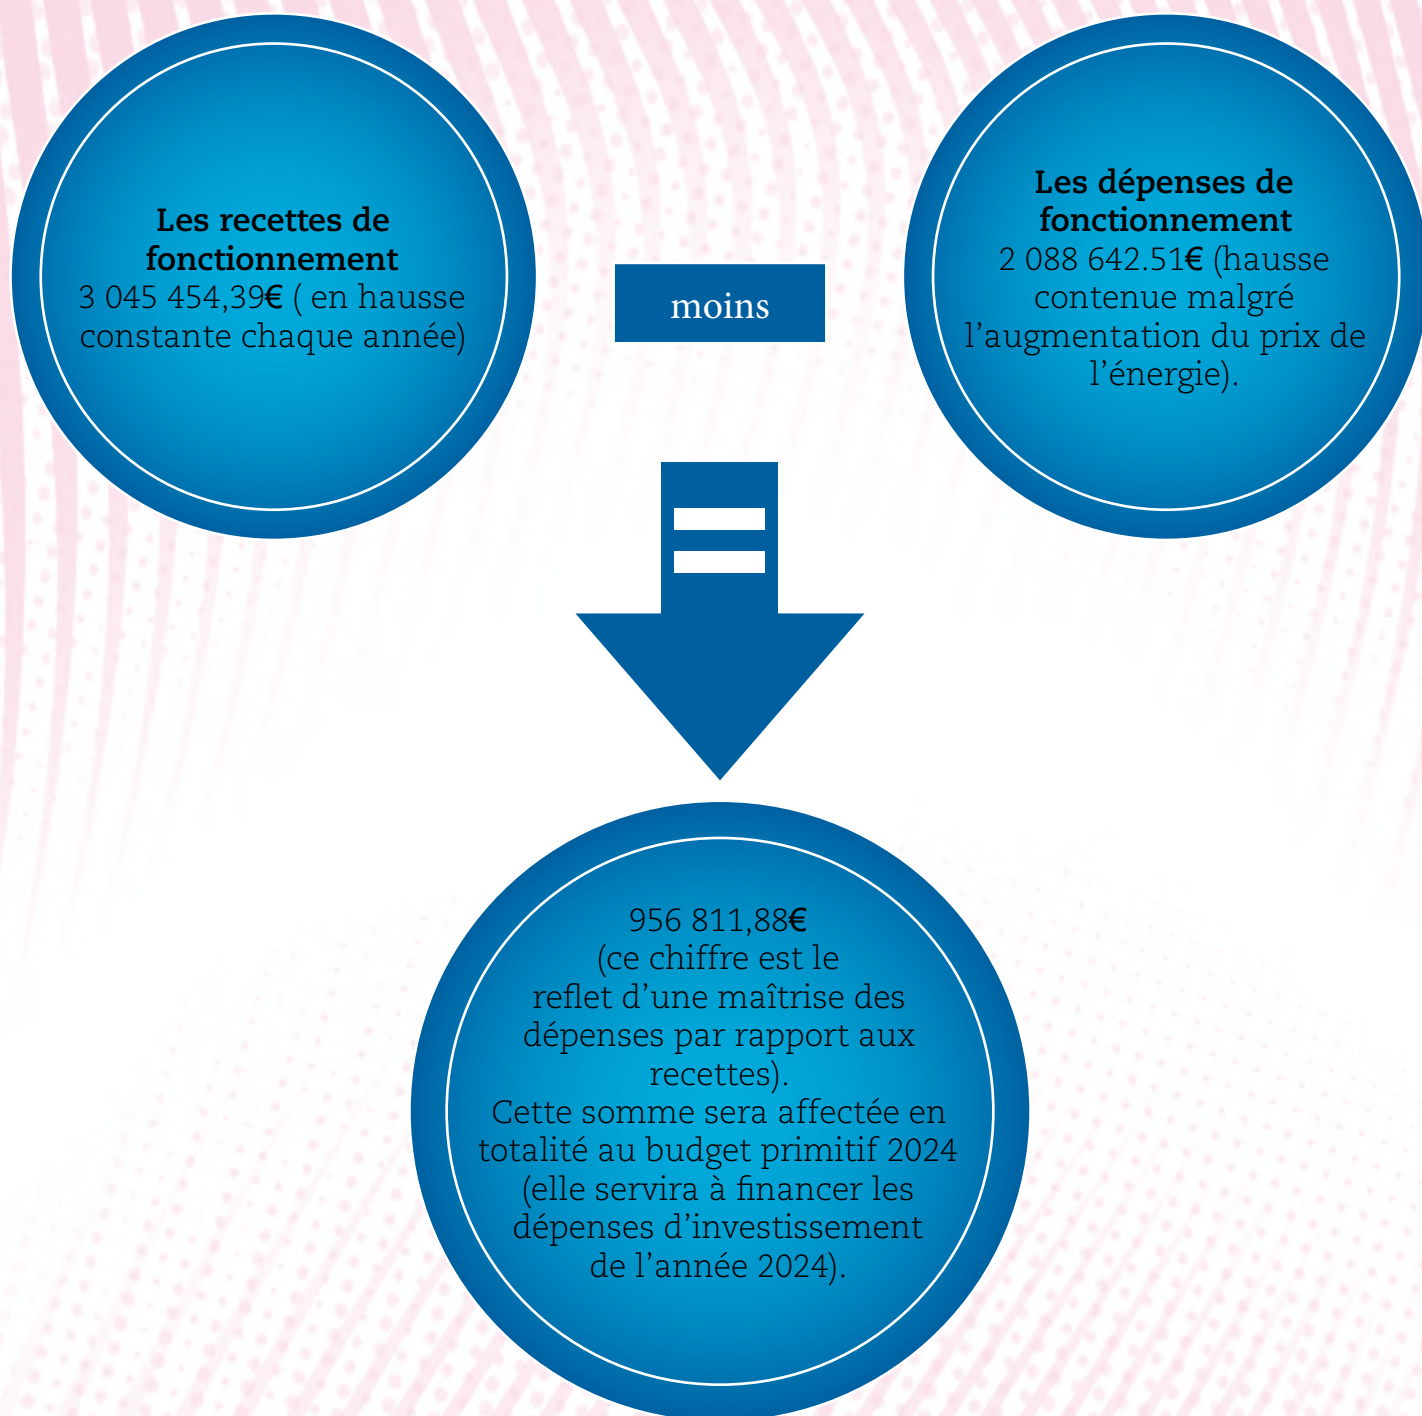 Les recettes de
fonctionnement
3 045 454,39€ ( en hausse
constante chaque année)
moins
Les dépenses de
fonctionnement
2 088 642.51€ (hausse
contenue malgré
l’augmentation du prix de
l’énergie).
=
956 811,88€
(ce chiffre est le
reflet d’une maîtrise des
dépenses par rapport aux
recettes).
Cette somme sera affectée en
totalité au budget primitif 2024
(elle servira à financer les
dépenses d’investissement
de l’année 2024).